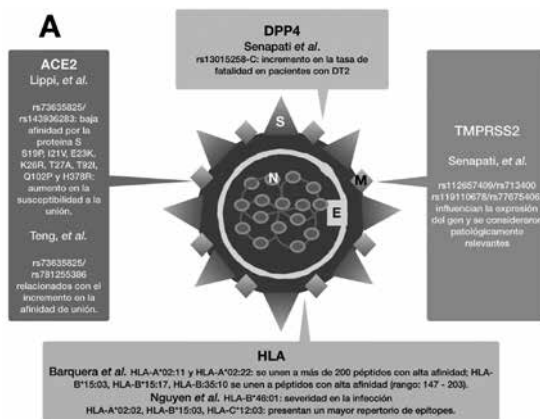 A
DPP4
Senapati et al.
rs13015258-C: incremento en la tasa de
fatalidad en pacientes con DT2
ACE2
Lippi, et al.
rs73635825/
rs143936283: baja
afinidad por la
proteína S
S19P, I21V, E23K,
K26R, T27A, T92I,
Q102P y H378R:
aumento en la
susceptibilidad a la
unión.
Teng, et al.
rs73635825/
rs781255386
relacionados con el
incremento en la
afinidad de unión.
S
N
M
E
TMPRSS2
Senapati, et al.
rs112657409/rs713400
rs119110678/rs77675406
influencian la expresión
del gen y se consideraron
patológicamente
relevantes
HLA
Barquera et al. HLA-A*02:11 y HLA-A*02:22: se unen a más de 200 péptidos con alta afinidad; HLA-
B*15:03, HLA-B*15:17, HLA-B:35:10 se unen a péptidos con alta afinidad (rango: 147 - 203).
Nguyen et al. HLA-B*46:01: severidad en la infección
HLA-A*02:02, HLA-B*15:03, HLA-C*12:03: presentan un mayor repertorio de epítopes.